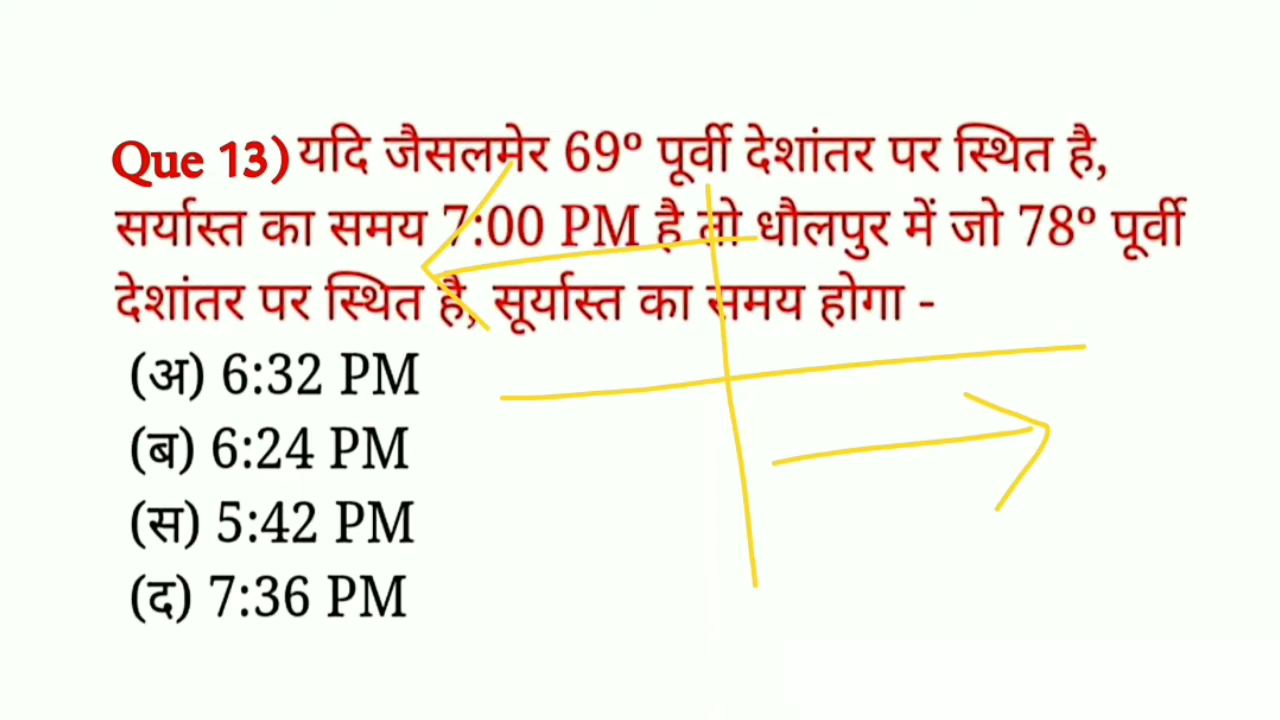 Que 13) यदि जैसलमेर 69° पूर्वी देशांतर पर स्थित है,
सर्यास्त का समय 7:00 PM है तो धौलपुर में जो 78° पूर्वी
देशांतर पर स्थित है, सूर्यास्त का समय होगा -
(अ) 6:32 PM
(ब) 6:24 PM
(स) 5:42 PM
(द) 7:36 PM